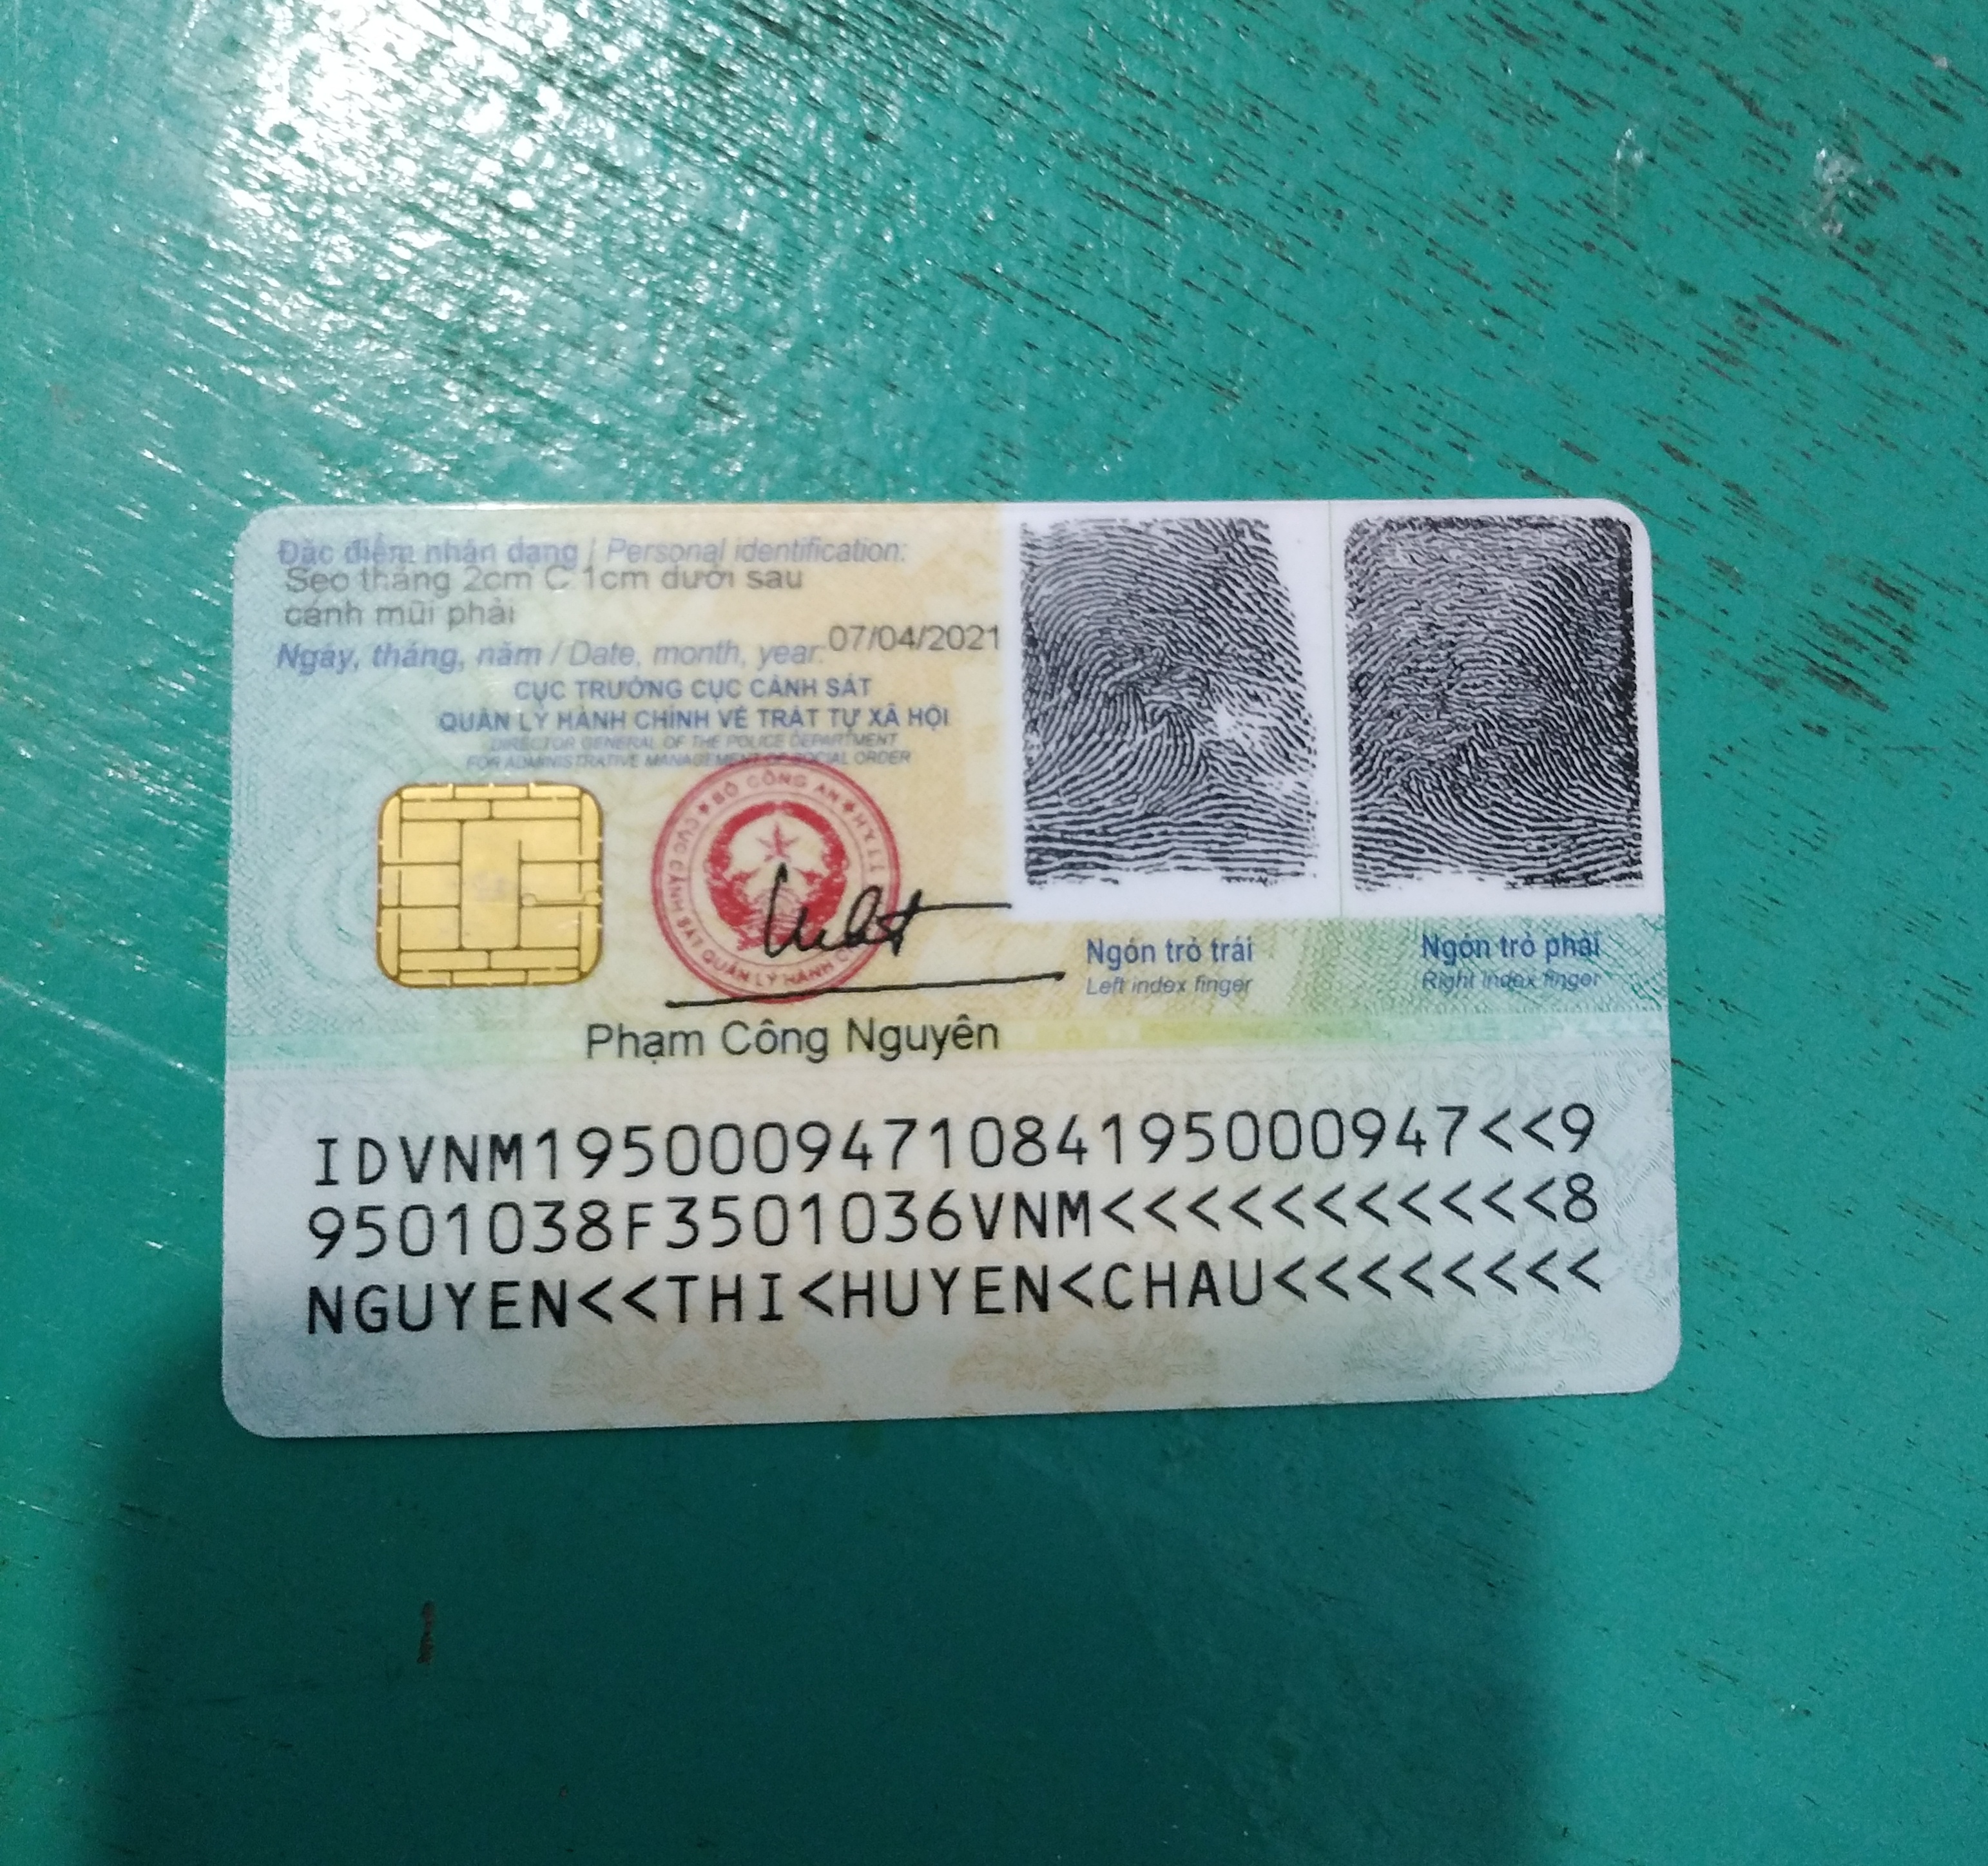 Đặc điểm nhân dạng / Personal identification:
Sẹo thẳng 2cm C 1cm dưới sau
cánh mũi phải
Ngày, tháng, năm / Date, month, year: 07/04/2021
CỤC TRƯỞNG CỤC CẢNH SÁT
QUẢN LÝ HÀNH CHÍNH VỀ TRẬT TỰ XÃ HỘI
DIRECTOR GENERAL OF THE POLICE DEPARTMENT
FOR ADMINISTRATIVE MANAGEMENT OF SOCIAL ORDER
BỘ CÔNG AN
CỤC CẢNH SÁT QUẢN LÝ HÀNH C
Ngón trỏ trái
Left index finger
Ngón trỏ phải
Right index finger
Phạm Công Nguyên
IDVNM1950009471084195000947<<9
9501038F3501036VNM<<<<<<<<<<<8
NGUYEN<<THI<HUYEN<CHAU<<<<<<<<